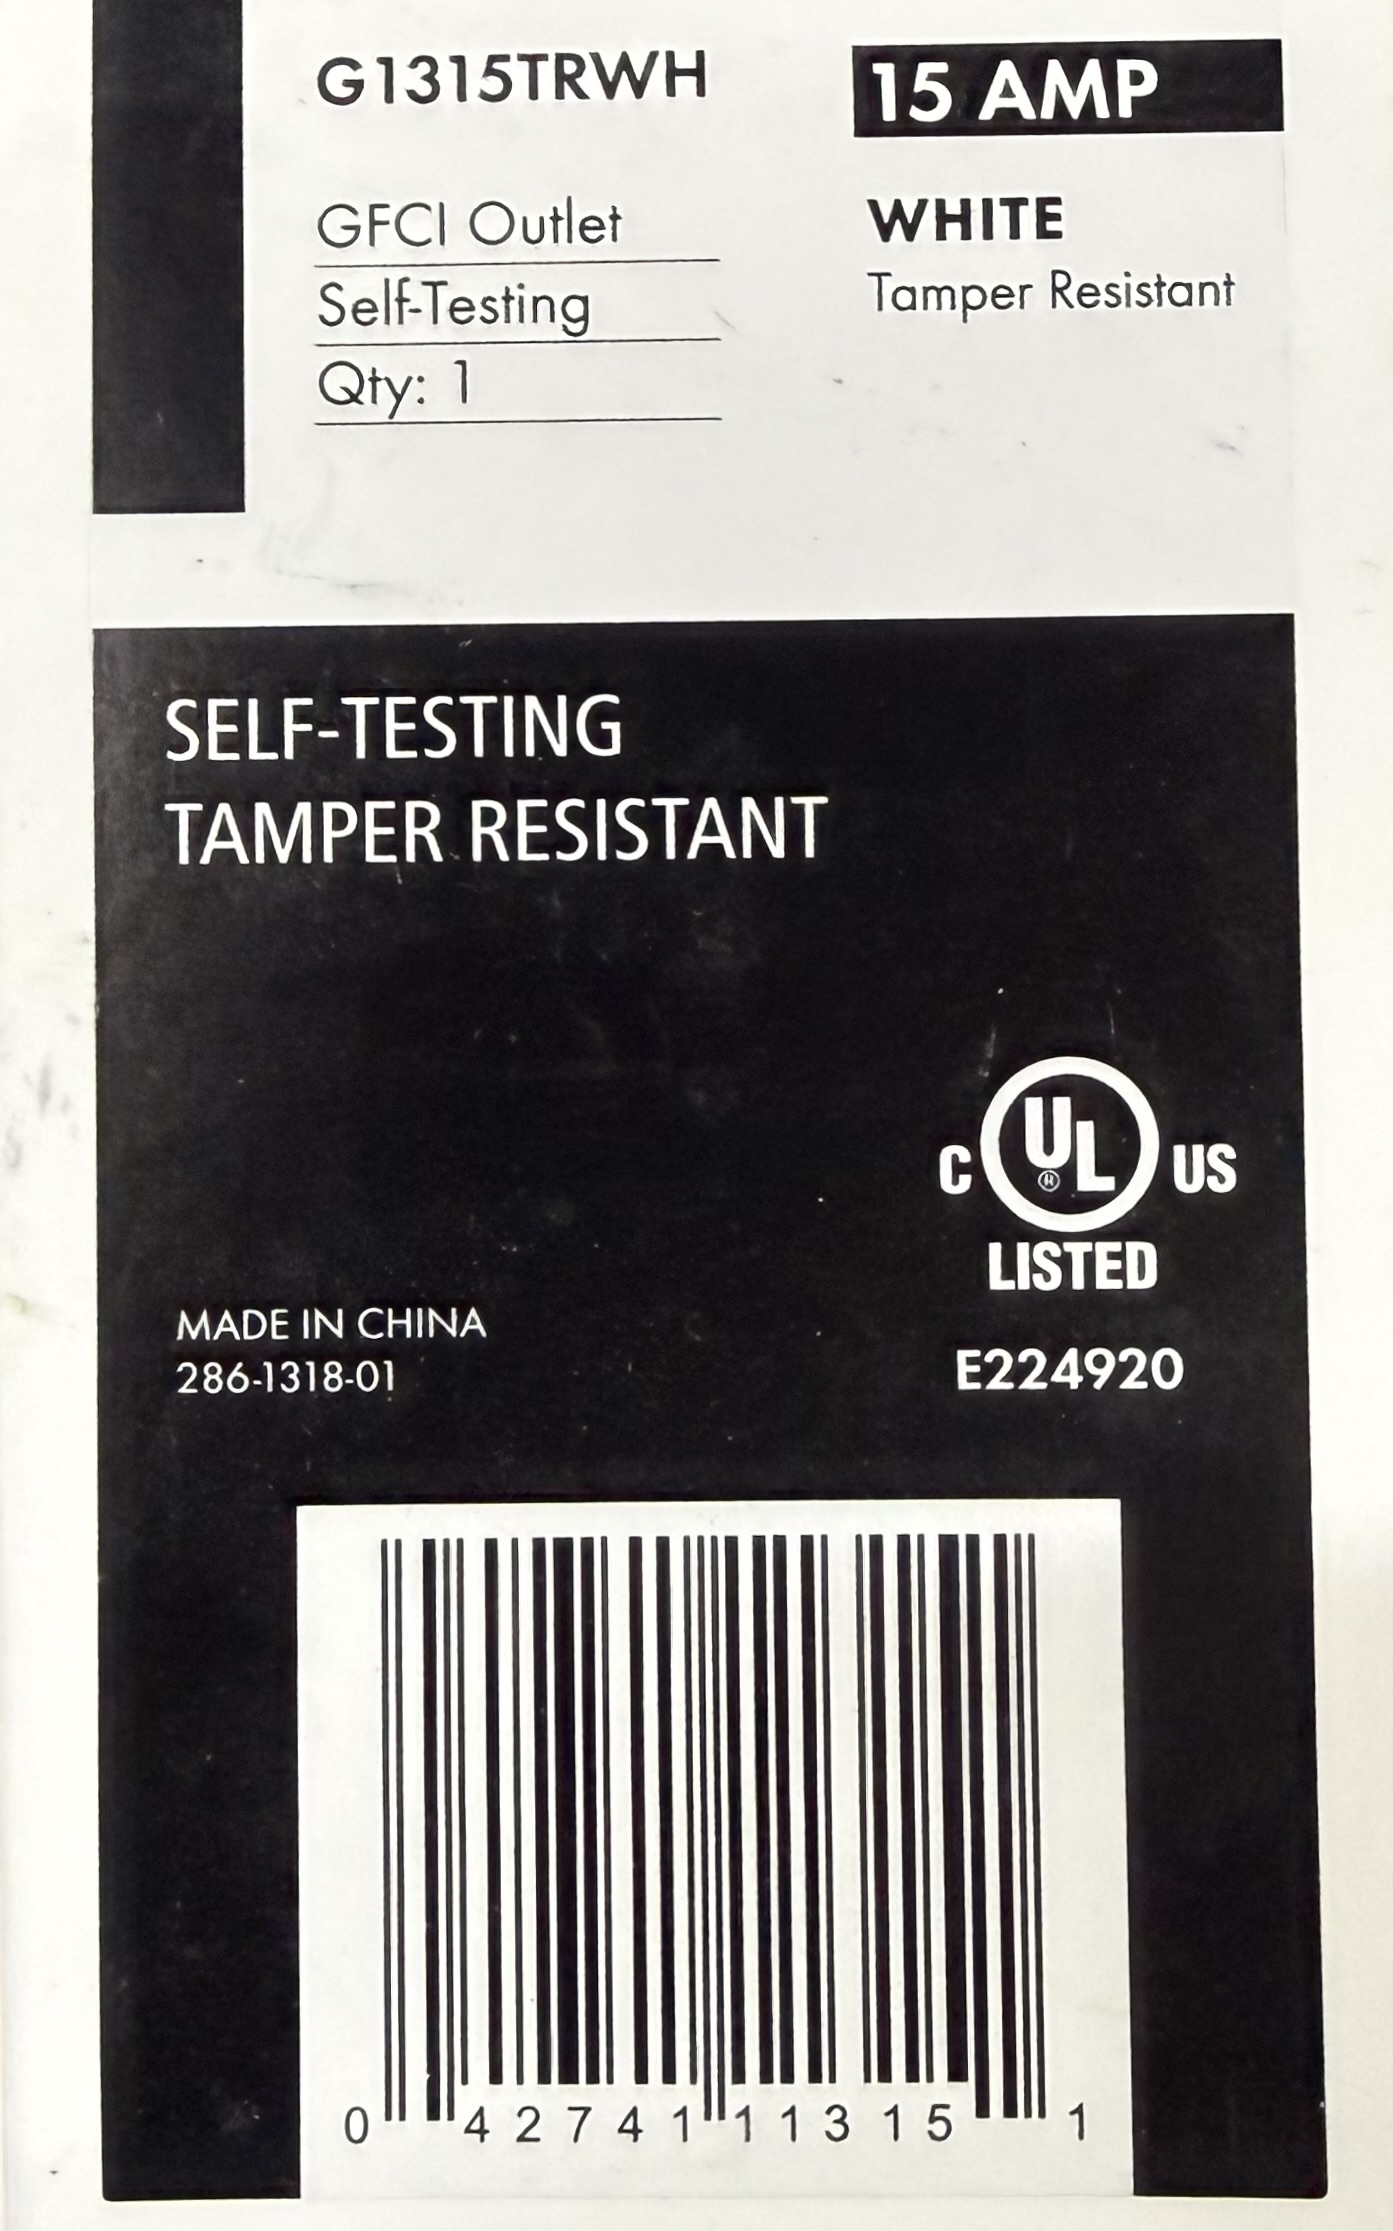 G1315TRWH
15 AMP
GFCI Outlet
Self-Testing
Qty: 1
WHITE
Tamper Resistant
SELF-TESTING
TAMPER RESISTANT
C UL® US
LISTED
MADE IN CHINA
286-1318-01
E224920
0 42741 11315 1